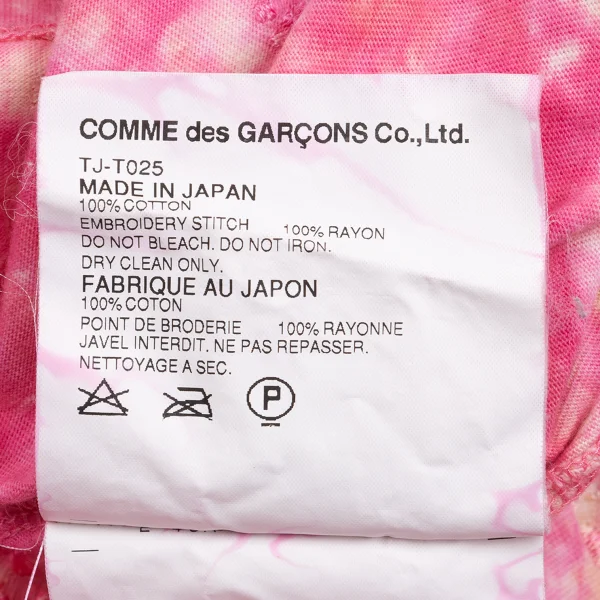 COMME des GARÇONS Co.,Ltd.
TJ-T025
MADE IN JAPAN
100% COTTON
EMBROIDERY STITCH 100% RAYON
DO NOT BLEACH. DO NOT IRON.
DRY CLEAN ONLY.
FABRIQUE AU JAPON
100% COTON
POINT DE BRODERIE 100% RAYONNE
JAVEL INTERDIT. NE PAS REPASSER.
NETTOYAGE A SEC.
P